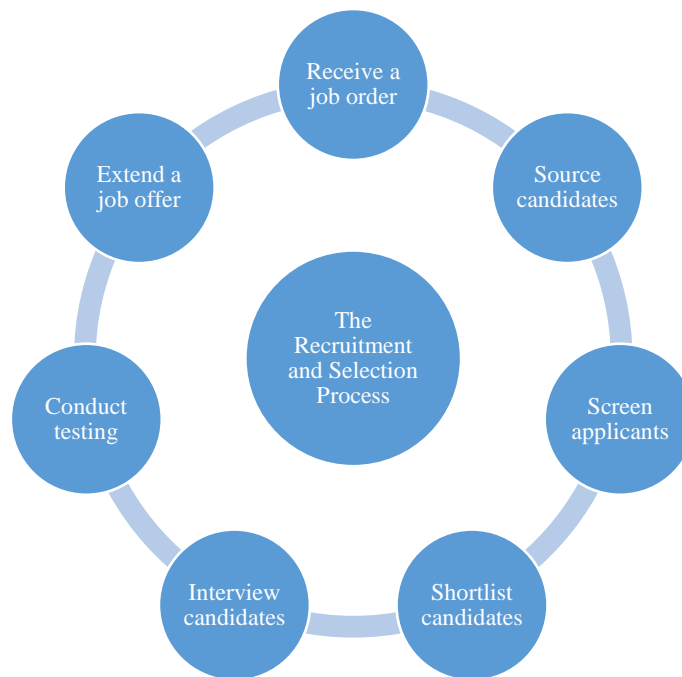 Receive a
job order
Source
candidates
Screen
applicants
Shortlist
candidates
Interview
candidates
Conduct
testing
Extend a
job offer
The
Recruitment
and Selection
Process